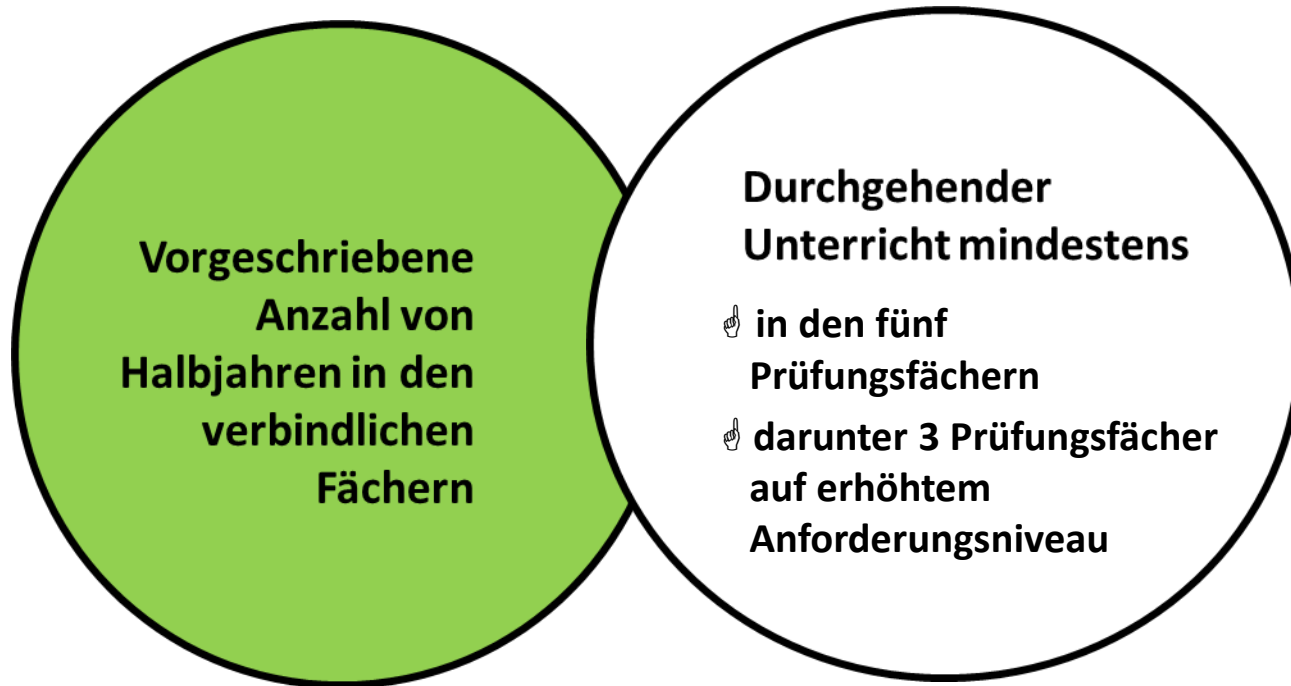 Vorgeschriebene
Anzahl von
Halbjahren in den
verbindlichen
Fächern
Durchgehender
Unterricht mindestens
☝ in den fünf
Prüfungsfächern
☝ darunter 3 Prüfungsfächer
auf erhöhtem
Anforderungsniveau